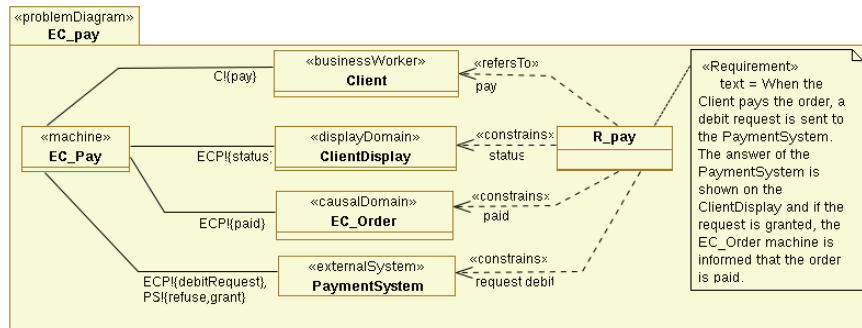 «problemDiagram»
EC_pay
C!{pay}
«businessWorker»
Client
«refersTo»
pay
«machine»
EC_Pay
ECP!{status}
«displayDomain»
ClientDisplay
«constrains»
status
R_pay
ECP!{paid}
«causalDomain»
EC_Order
«constrains»
paid
ECP!{debitRequest},
PS!{refuse,grant}
«externalSystem»
PaymentSystem
«constrains»
request debit
«Requirement»
text = When the
Client pays the order, a
debit request is sent to
the PaymentSystem.
The answer of the
PaymentSystem is
shown on the
ClientDisplay and if the
request is granted, the
EC_Order machine is
informed that the order
is paid.